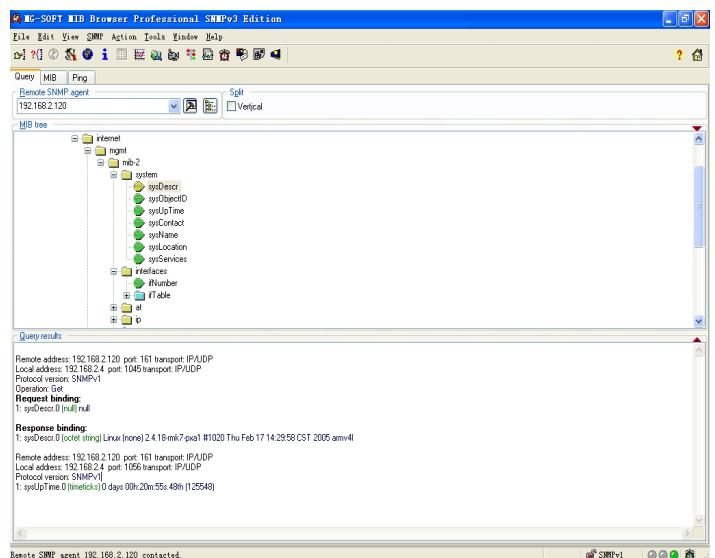 MG-SOFT MIB Browser Professional SNMPv3 Edition
File Edit View SNMP Action Tools Window Help
Query MIB Ping
Remote SNMP agent
192.168.2.120
Split
Vertical
MIB tree
internet
mgmt
mib-2
system
sysDescr
sysObjectID
sysUpTime
sysContact
sysName
sysLocation
sysServices
interfaces
ifNumber
ifTable
at
ip
Query results
Remote address: 192.168.2.120 port: 161 transport: IP/UDP
Local address: 192.168.2.4 port: 1045 transport: IP/UDP
Protocol version: SNMPv1
Operation: Get
Request binding:
1: sysDescr.0 (null) null
Response binding:
1: sysDescr.0 (octet string) Linux (none) 2.4.18-rmk7-pxa1 #1020 Thu Feb 17 14:29:58 CST 2005 armv4l
Remote address: 192.168.2.120 port: 161 transport: IP/UDP
Local address: 192.168.2.4 port: 1056 transport: IP/UDP
Protocol version: SNMPv1
1: sysUpTime.0 (timeticks) 0 days 00h:20m:55s.48th (125548)
Remote SNMP agent 192.168.2.120 contacted.
SNMPv1